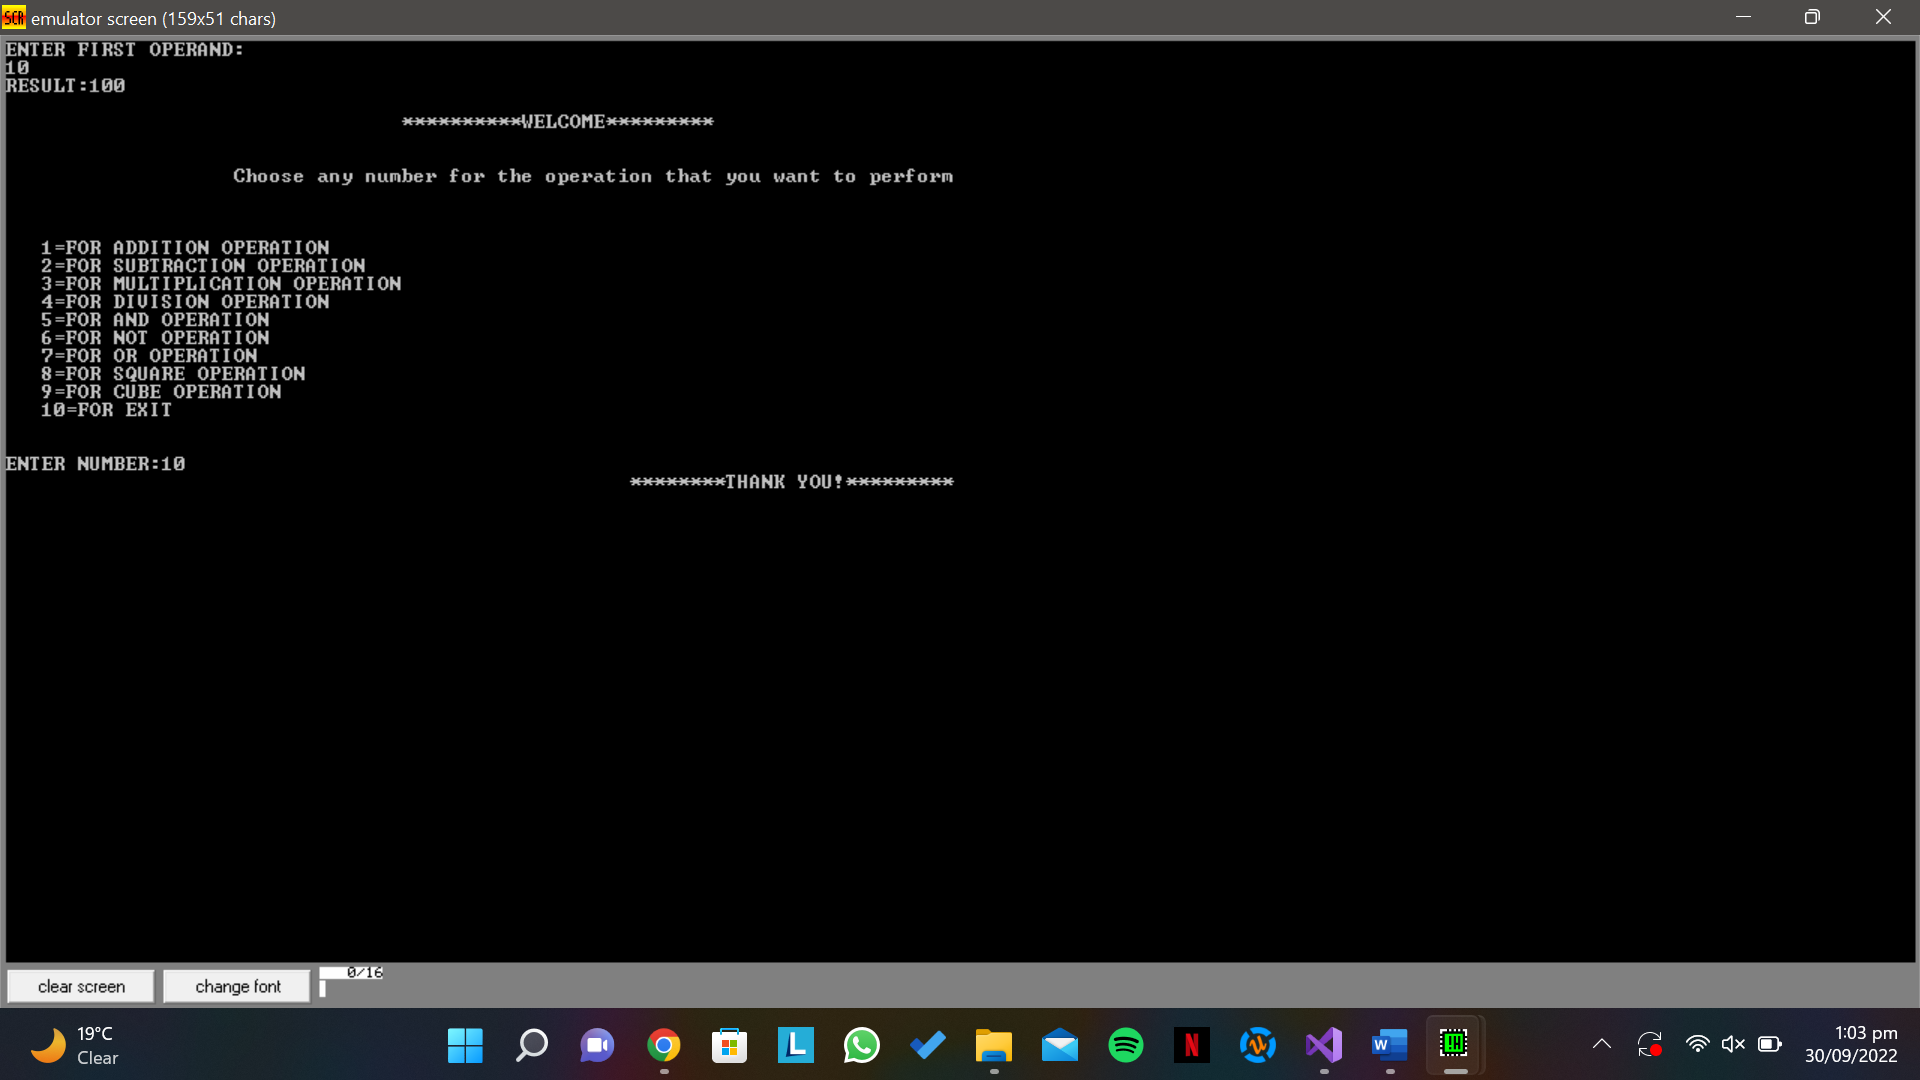 SCR emulator screen (159x51 chars)
ENTER FIRST OPERAND:
10
RESULT:100
**********WELCOME*********
Choose any number for the operation that you want to perform
1=FOR ADDITION OPERATION
2=FOR SUBTRACTION OPERATION
3=FOR MULTIPLICATION OPERATION
4=FOR DIVISION OPERATION
5=FOR AND OPERATION
6=FOR NOT OPERATION
7=FOR OR OPERATION
8=FOR SQUARE OPERATION
9=FOR CUBE OPERATION
10=FOR EXIT
ENTER NUMBER:10
********THANK YOU!*********
clear screen change font 0/16
19°C
Clear
L
N
W
1:03 pm
30/09/2022